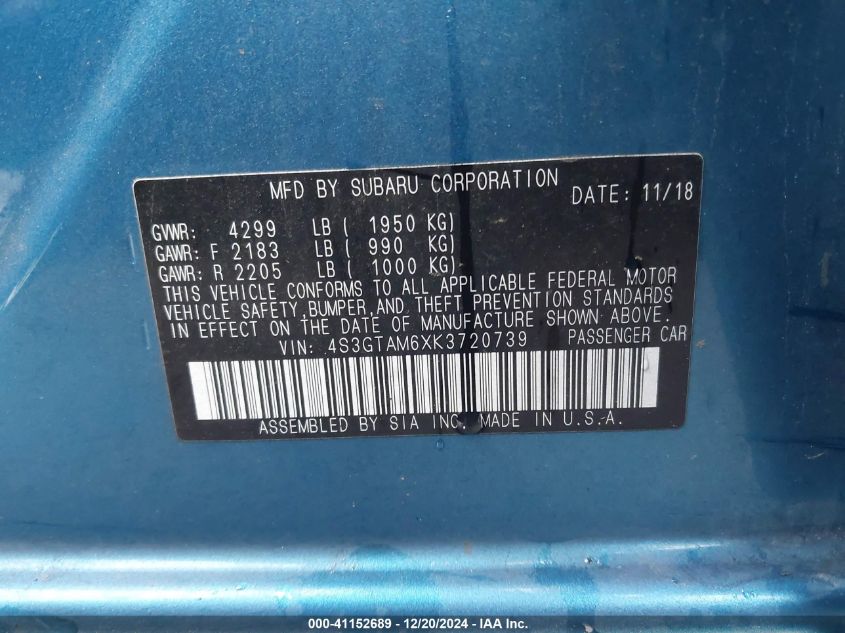 MFD BY SUBARU CORPORATION DATE: 11/18
GVWR: 4299 LB ( 1950 KG)
GAWR: F 2183 LB ( 990 KG)
GAWR: R 2205 LB ( 1000 KG)
THIS VEHICLE CONFORMS TO ALL APPLICABLE FEDERAL MOTOR
VEHICLE SAFETY,BUMPER,AND THEFT PREVENTION STANDARDS
IN EFFECT ON THE DATE OF MANUFACTURE SHOWN ABOVE.
VIN: 4S3GTAM6XK3720739 PASSENGER CAR
ASSEMBLED BY SIA INC. MADE IN U.S.A.
000-41152689 - 12/20/2024 - IAA Inc.